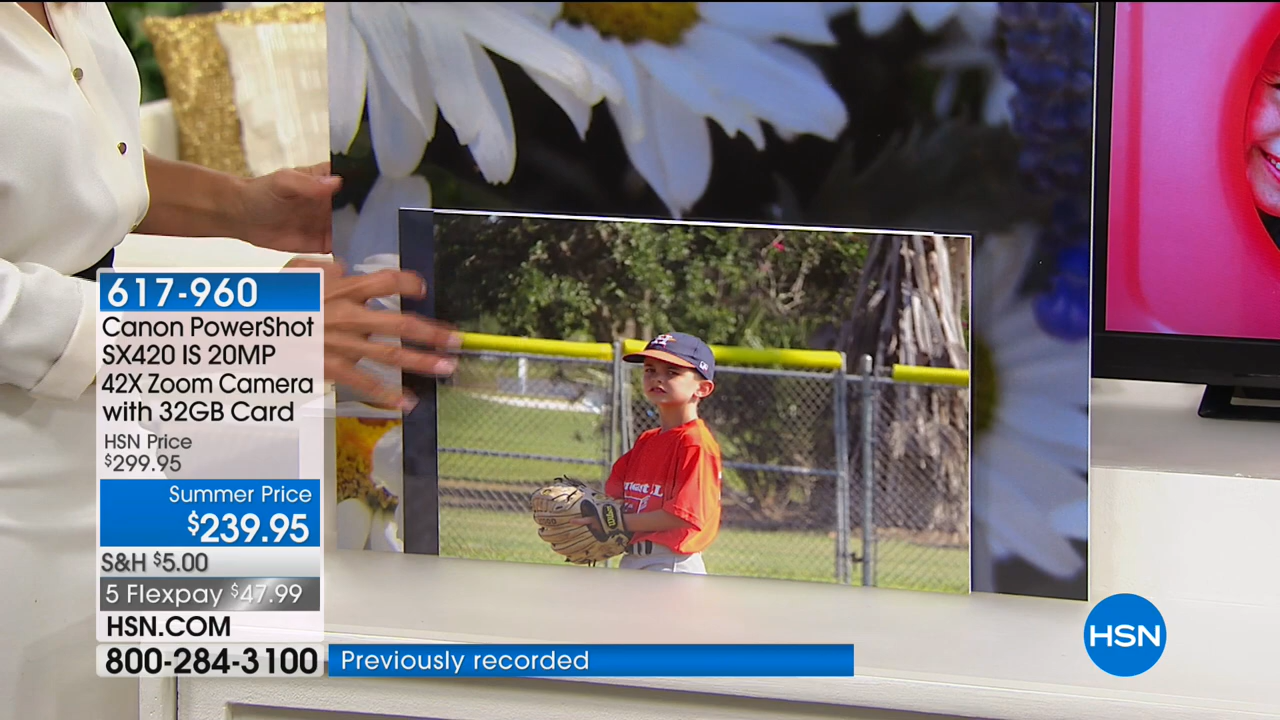 617-960
Canon PowerShot
SX420 IS 20MP
42X Zoom Camera
with 32GB Card
HSN Price
$299.95
Summer Price
$239.95
S&H $5.00
5 Flexpay $47.99
HSN.COM
800-284-3100
Previously recorded
HSN
Wilson